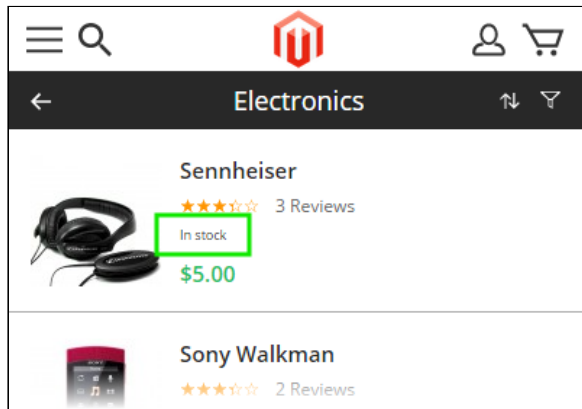 Electronics
Sennheiser
3 Reviews
In stock
$5.00
Sony Walkman
2 Reviews